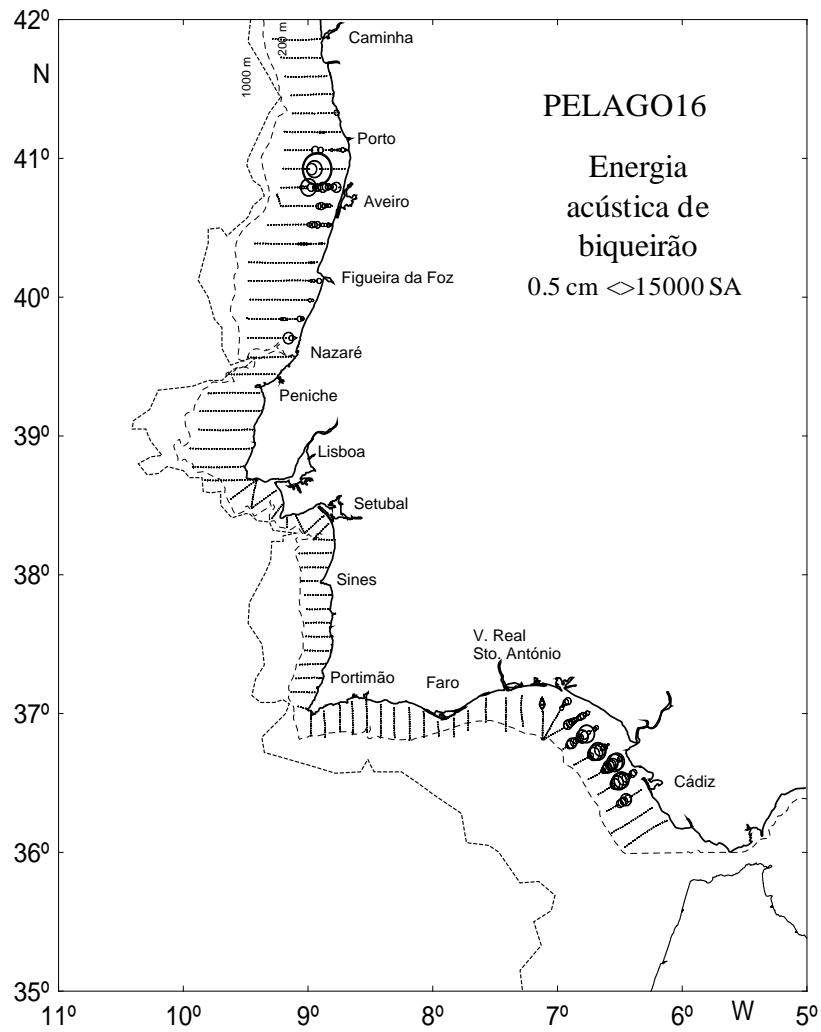 42º
N
41º
40º
39º
38º
37º
36º
35º
11º
10º
9º
8º
7º
6º
W
5º
1000 m
200 m
Caminha
Porto
Aveiro
Figueira da Foz
Nazaré
Peniche
Lisboa
Setubal
Sines
Portimão
Faro
V. Real
Sto. António
Cádiz
PELAGO16
Energia
acústica de
biqueirão
0.5 cm <>15000 SA